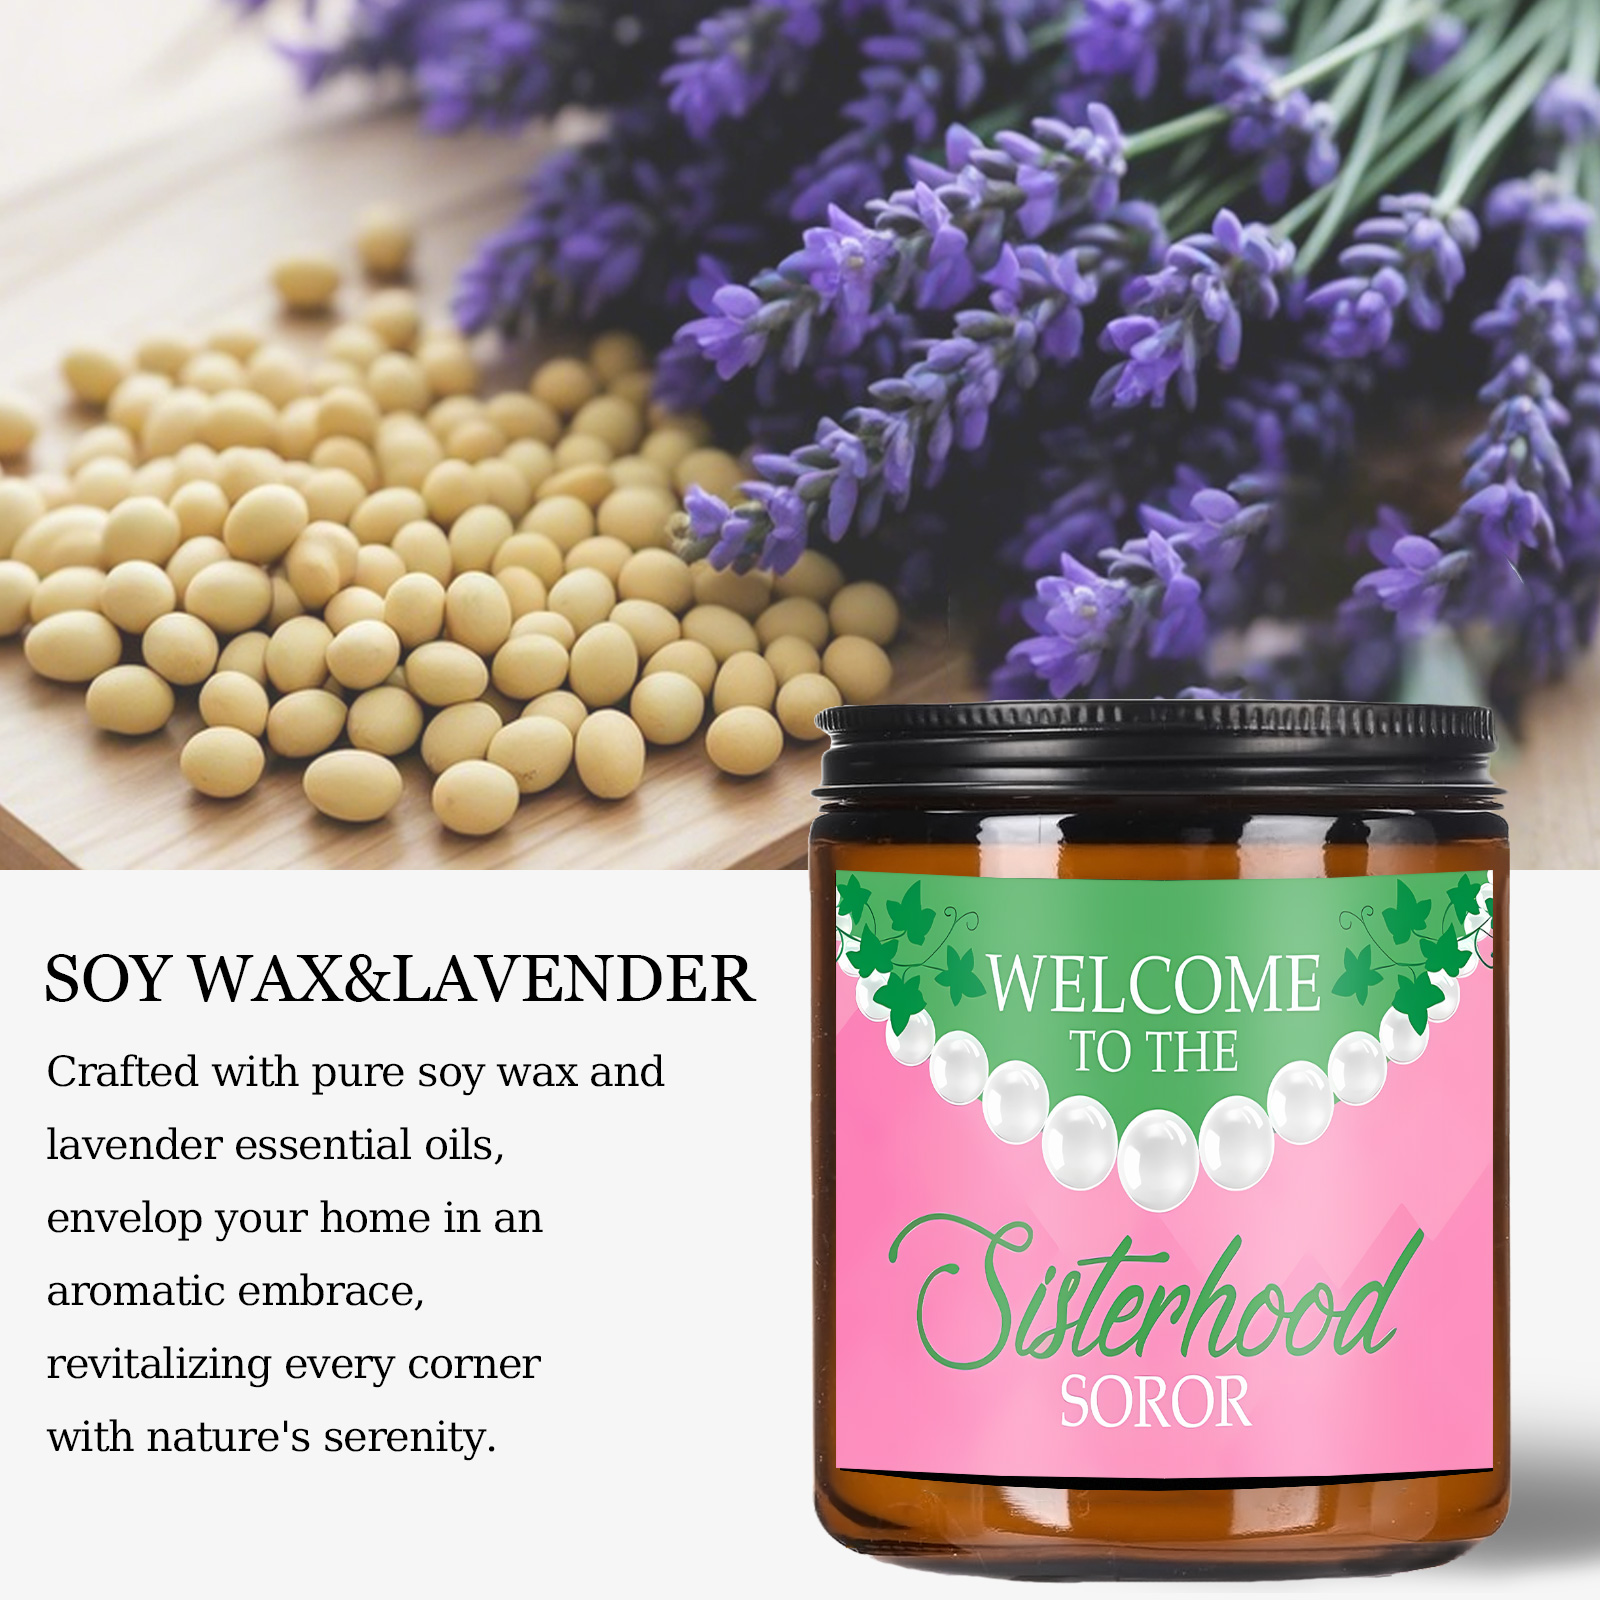 SOY WAX&LAVENDER
Crafted with pure soy wax and
lavender essential oils,
envelop your home in an
aromatic embrace,
revitalizing every corner
with nature's serenity.
WELCOME
TO THE
Sisterhood
SOROR